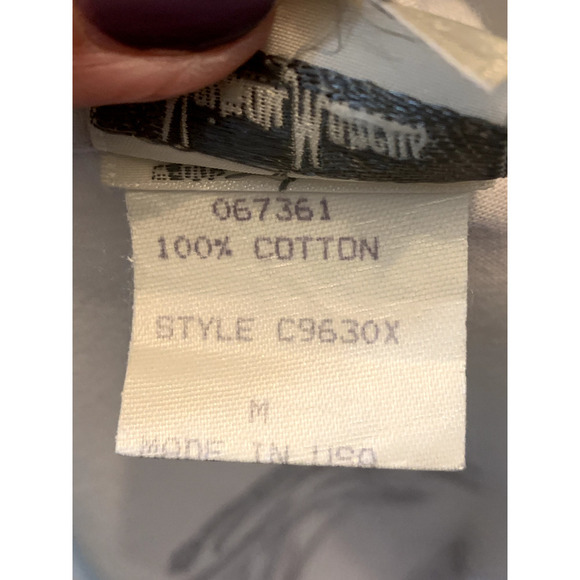 067361
100% COTTON
STYLE C9630X
M
MADE IN USA